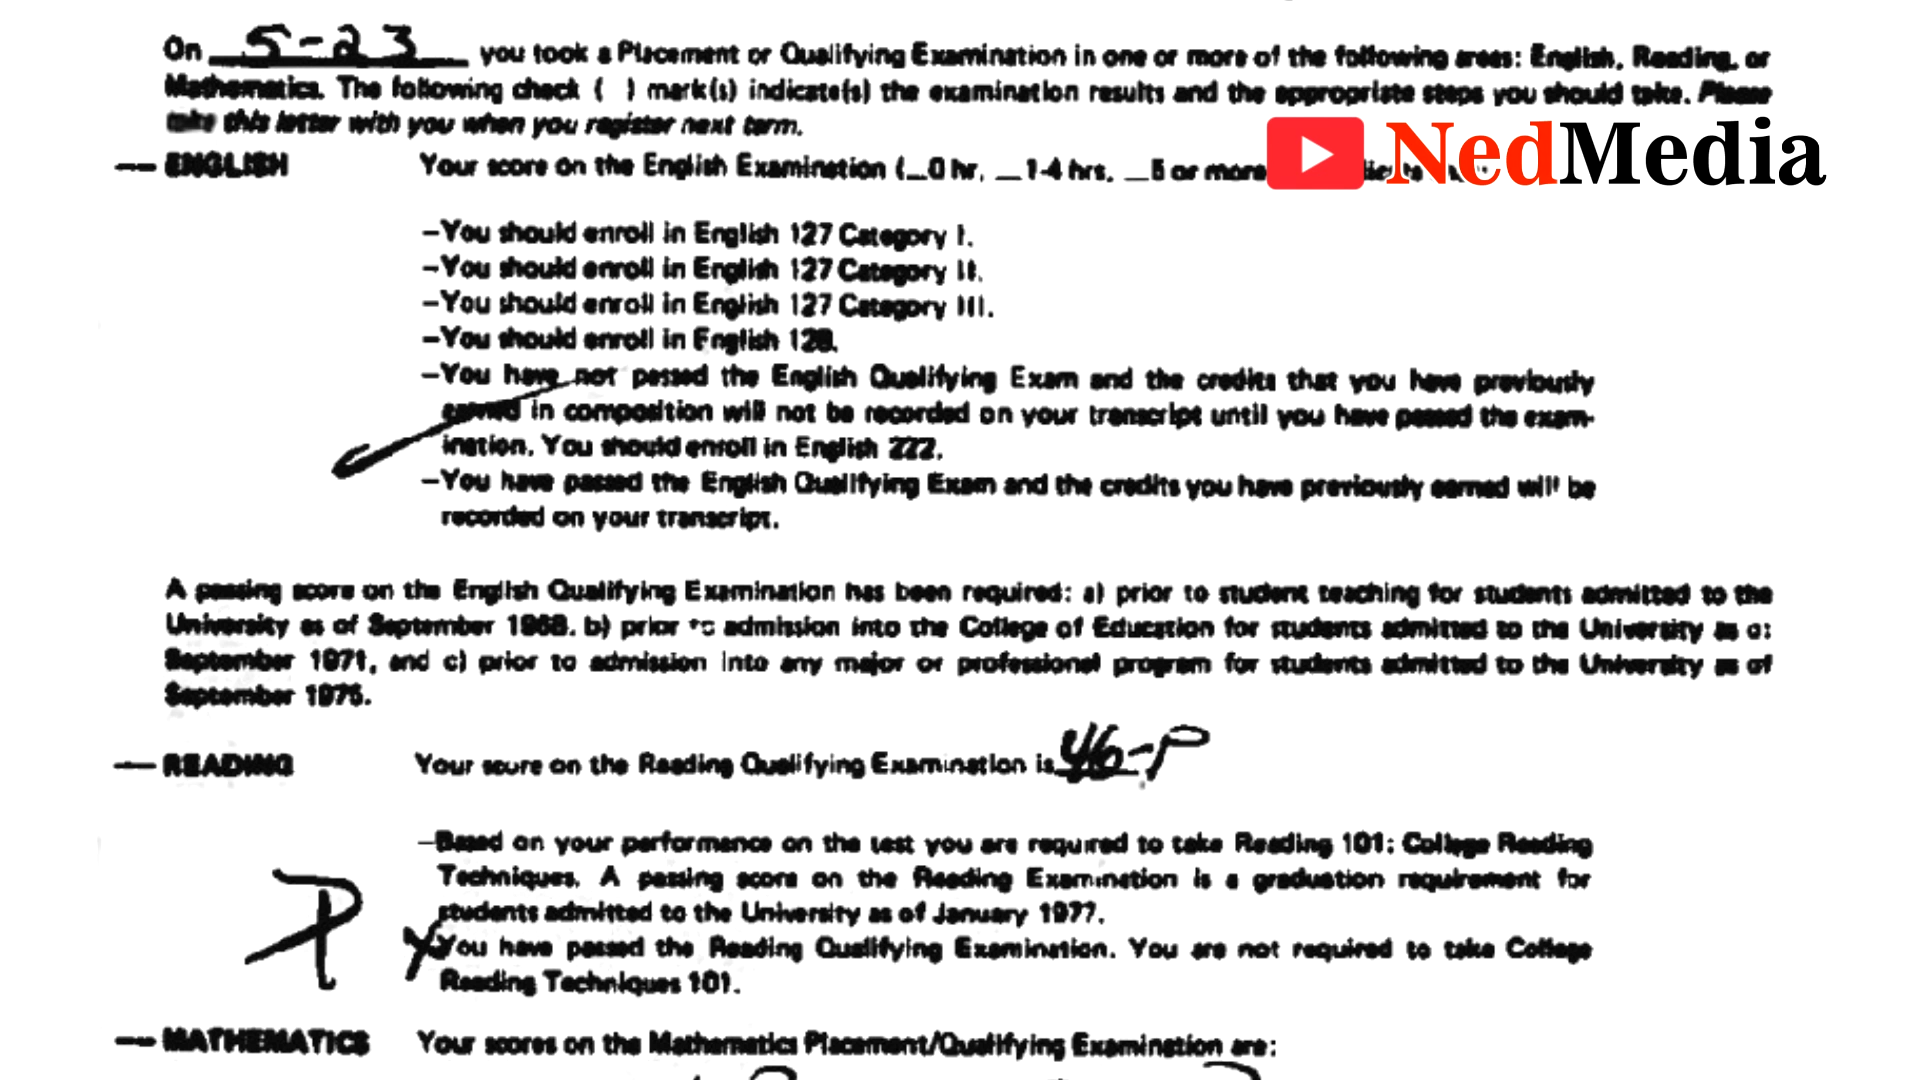 On 5-23 you took a Placement or Qualifying Examination in one or more of the following areas: English, Reading, or
Mathematics. The following check ( ) mark(s) indicate(s) the examination results and the appropriate steps you should take. Please
take this letter with you when you register next term.
NedMedia
— ENGLISH Your score on the English Examination (_0 hr, _1-4 hrs. _5 or more
–You should enroll in English 127 Category I.
–You should enroll in English 127 Category II.
–You should enroll in English 127 Category III.
–You should enroll in English 128.
–You have not passed the English Qualifying Exam and the credits that you have previously
earned in composition will not be recorded on your transcript until you have passed the exam-
ination. You should enroll in English 222.
–You have passed the English Qualifying Exam and the credits you have previously earned will be
recorded on your transcript.
A passing score on the English Qualifying Examination has been required: a) prior to student teaching for students admitted to the
University as of September 1968. b) prior to admission into the College of Education for students admitted to the University as of
September 1971, and c) prior to admission into any major or professional program for students admitted to the University as of
September 1975.
— READING Your score on the Reading Qualifying Examination is 46-P
–Based on your performance on the test you are required to take Reading 101: College Reading
Techniques. A passing score on the Reading Examination is a graduation requirement for
students admitted to the University as of January 1977.
P
X You have passed the Reading Qualifying Examination. You are not required to take College
Reading Techniques 101.
— MATHEMATICS Your scores on the Mathematics Placement/Qualifying Examination are: